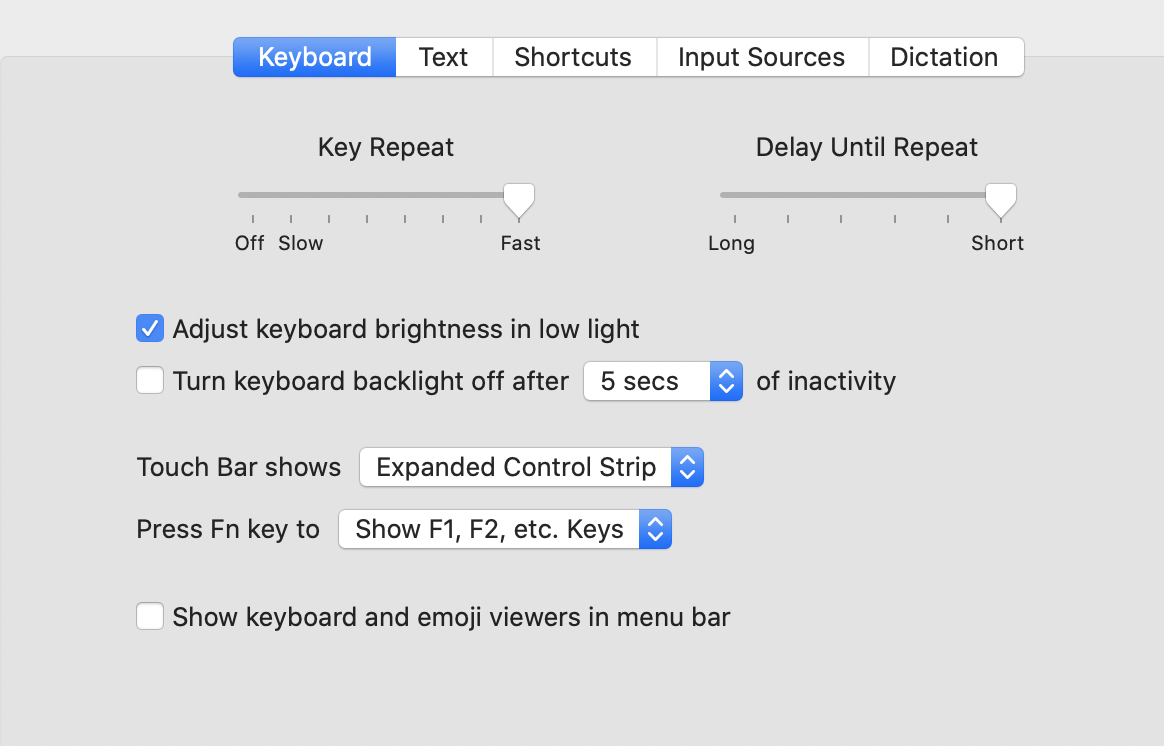 Keyboard Text Shortcuts Input Sources Dictation
Key Repeat Delay Until Repeat
Off Slow Fast Long Short
Adjust keyboard brightness in low light
Turn keyboard backlight off after 5 secs of inactivity
Touch Bar shows Expanded Control Strip
Press Fn key to Show F1, F2, etc. Keys
Show keyboard and emoji viewers in menu bar